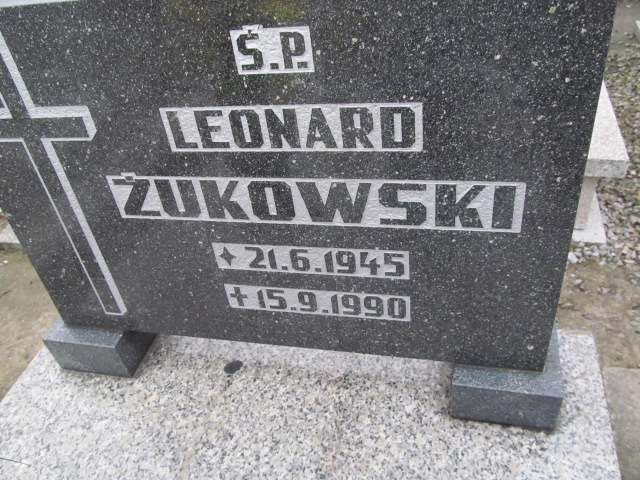 Ś.P.
LEONARD
ŻUKOWSKI
✦ 21.6.1945
✝ 15.9.1990